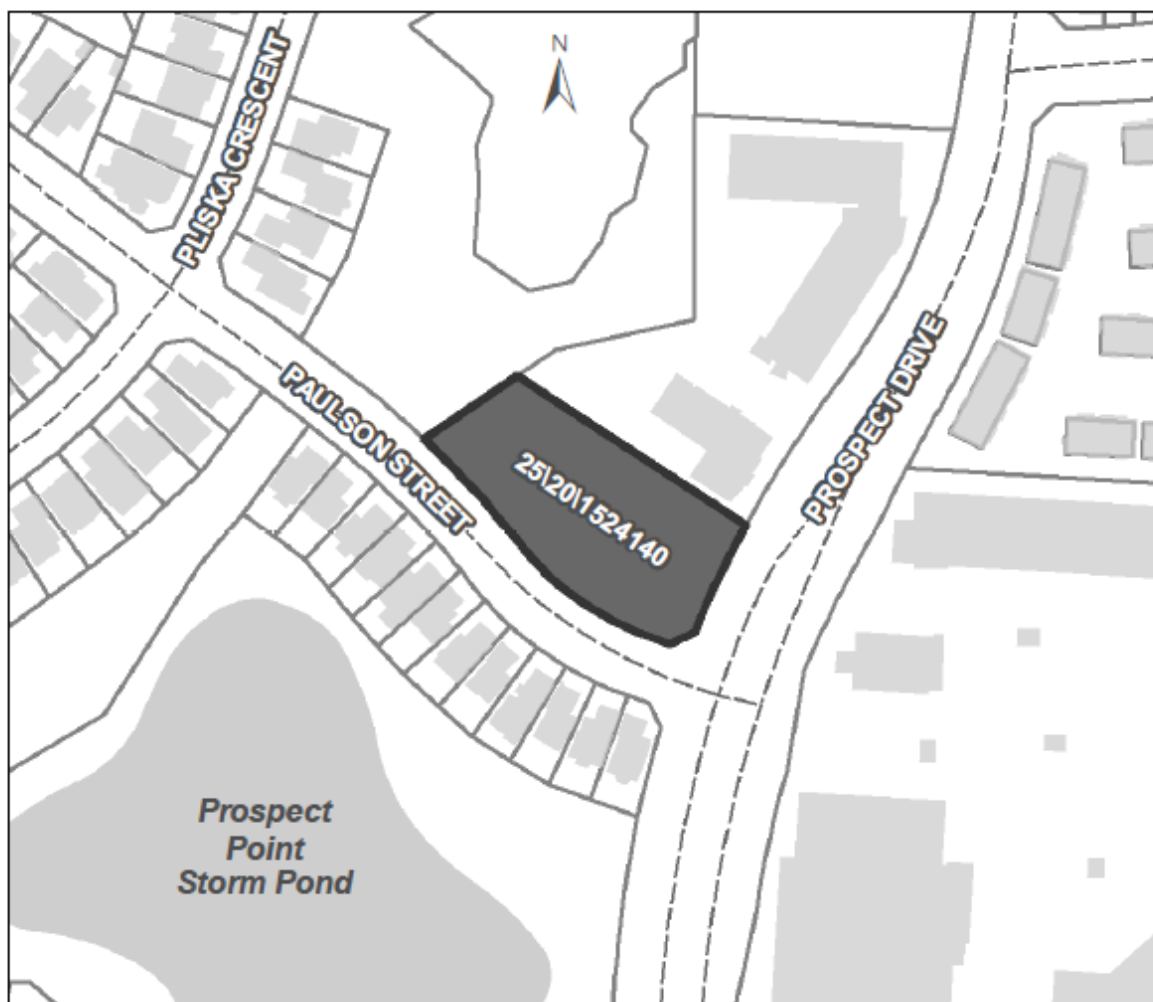 N
PLISKA CRESCENT
PAULSON STREET
25\20\1524140
PROSPECT DRIVE
Prospect
Point
Storm Pond